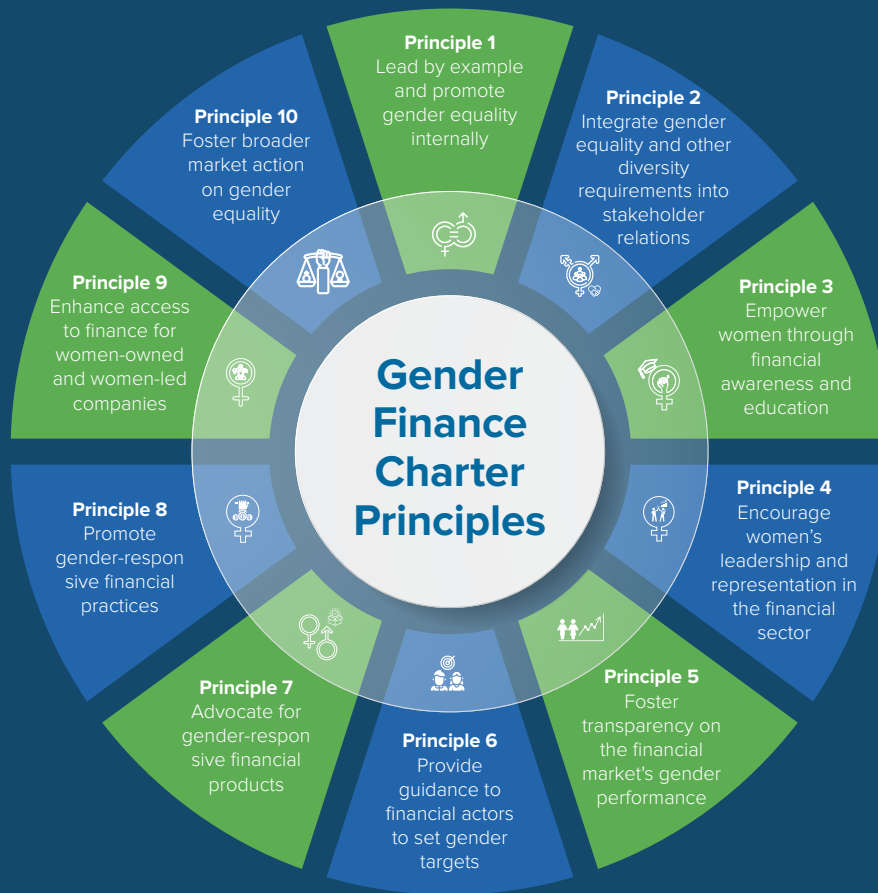 Principle 1
Lead by example
and promote
gender equality
internally
Principle 2
Integrate gender
equality and other
diversity
requirements into
stakeholder
relations
Principle 3
Empower
women through
financial
awareness and
education
Principle 4
Encourage
women’s
leadership and
representation in
the financial
sector
Principle 5
Foster
transparency on
the financial
market's gender
performance
Principle 6
Provide
guidance to
financial actors
to set gender
targets
Principle 7
Advocate for
gender-respon
sive financial
products
Principle 8
Promote
gender-respon
sive financial
practices
Principle 9
Enhance access
to finance for
women-owned
and women-led
companies
Principle 10
Foster broader
market action
on gender
equality
Gender
Finance
Charter
Principles